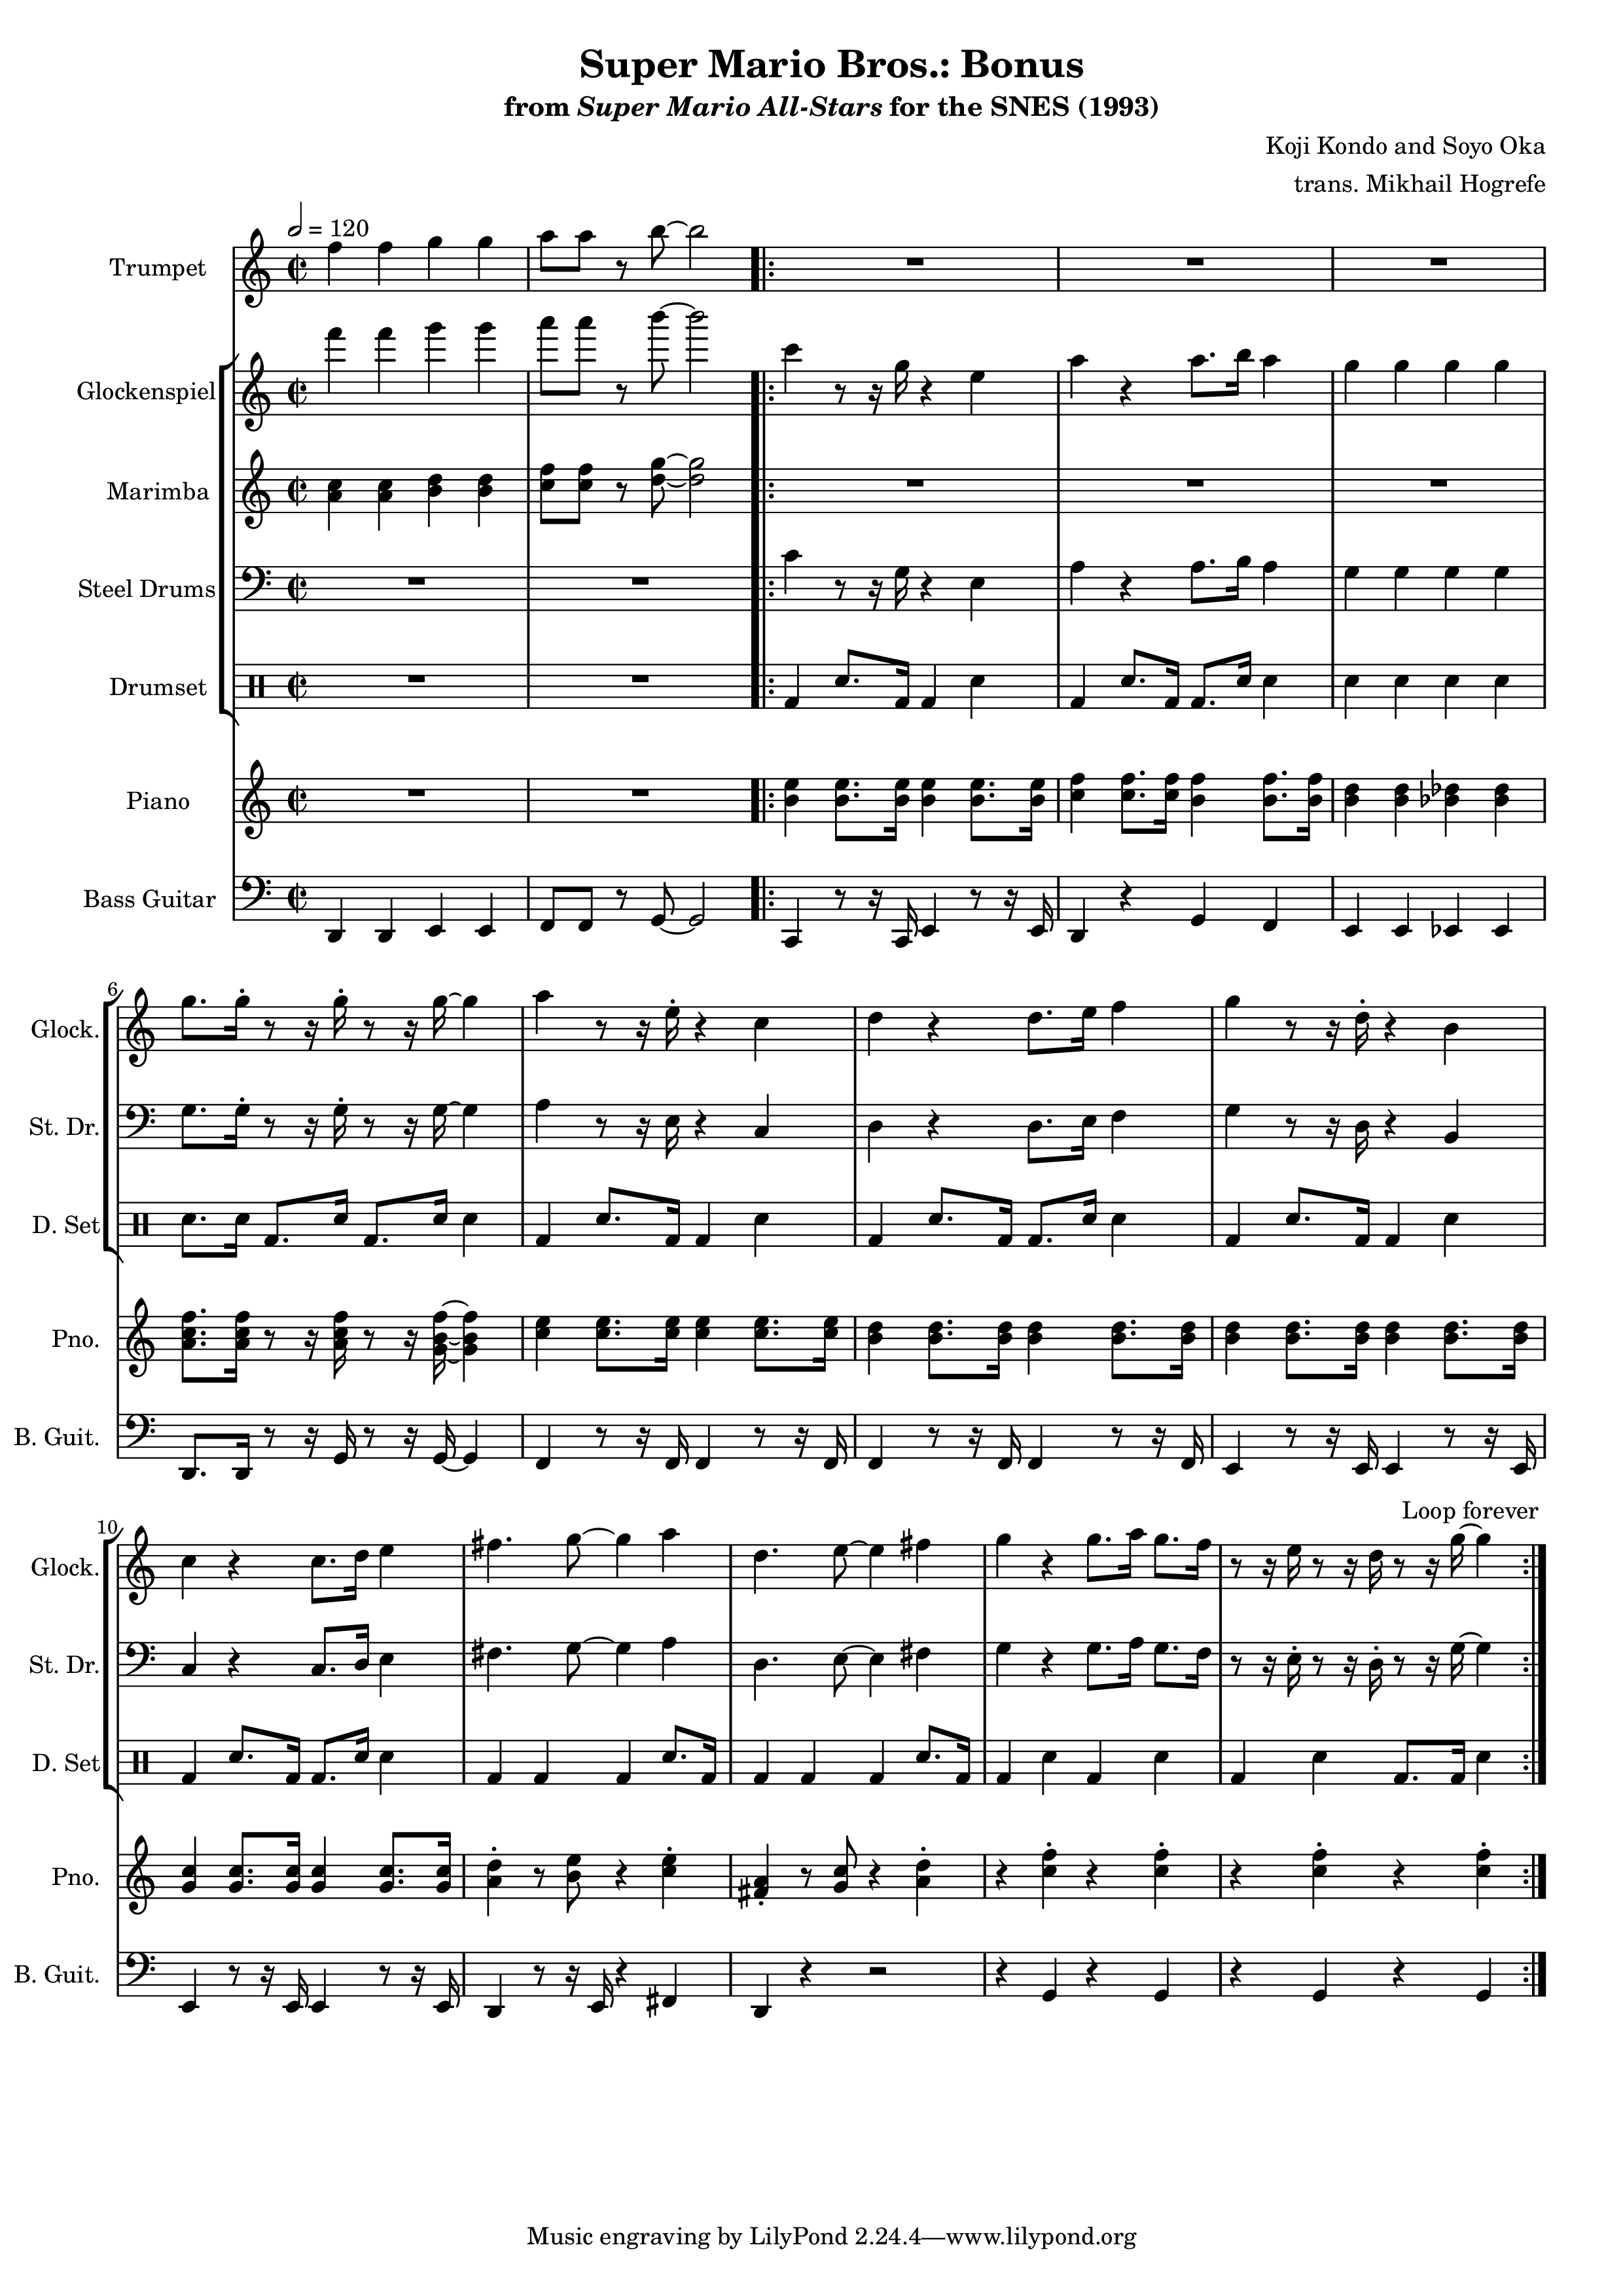 Super Mario Bros.: Bonus
from Super Mario All-Stars for the SNES (1993)
Koji Kondo and Soyo Oka
trans. Mikhail Hogrefe
= 120
Trumpet
Glockenspiel
Marimba
Steel Drums
Drumset
Piano
Bass Guitar
6
Glock.
St. Dr.
D. Set
Pno.
B. Guit.
Loop forever
10
Glock.
St. Dr.
D. Set
Pno.
B. Guit.
Music engraving by LilyPond 2.24.4—www.lilypond.org